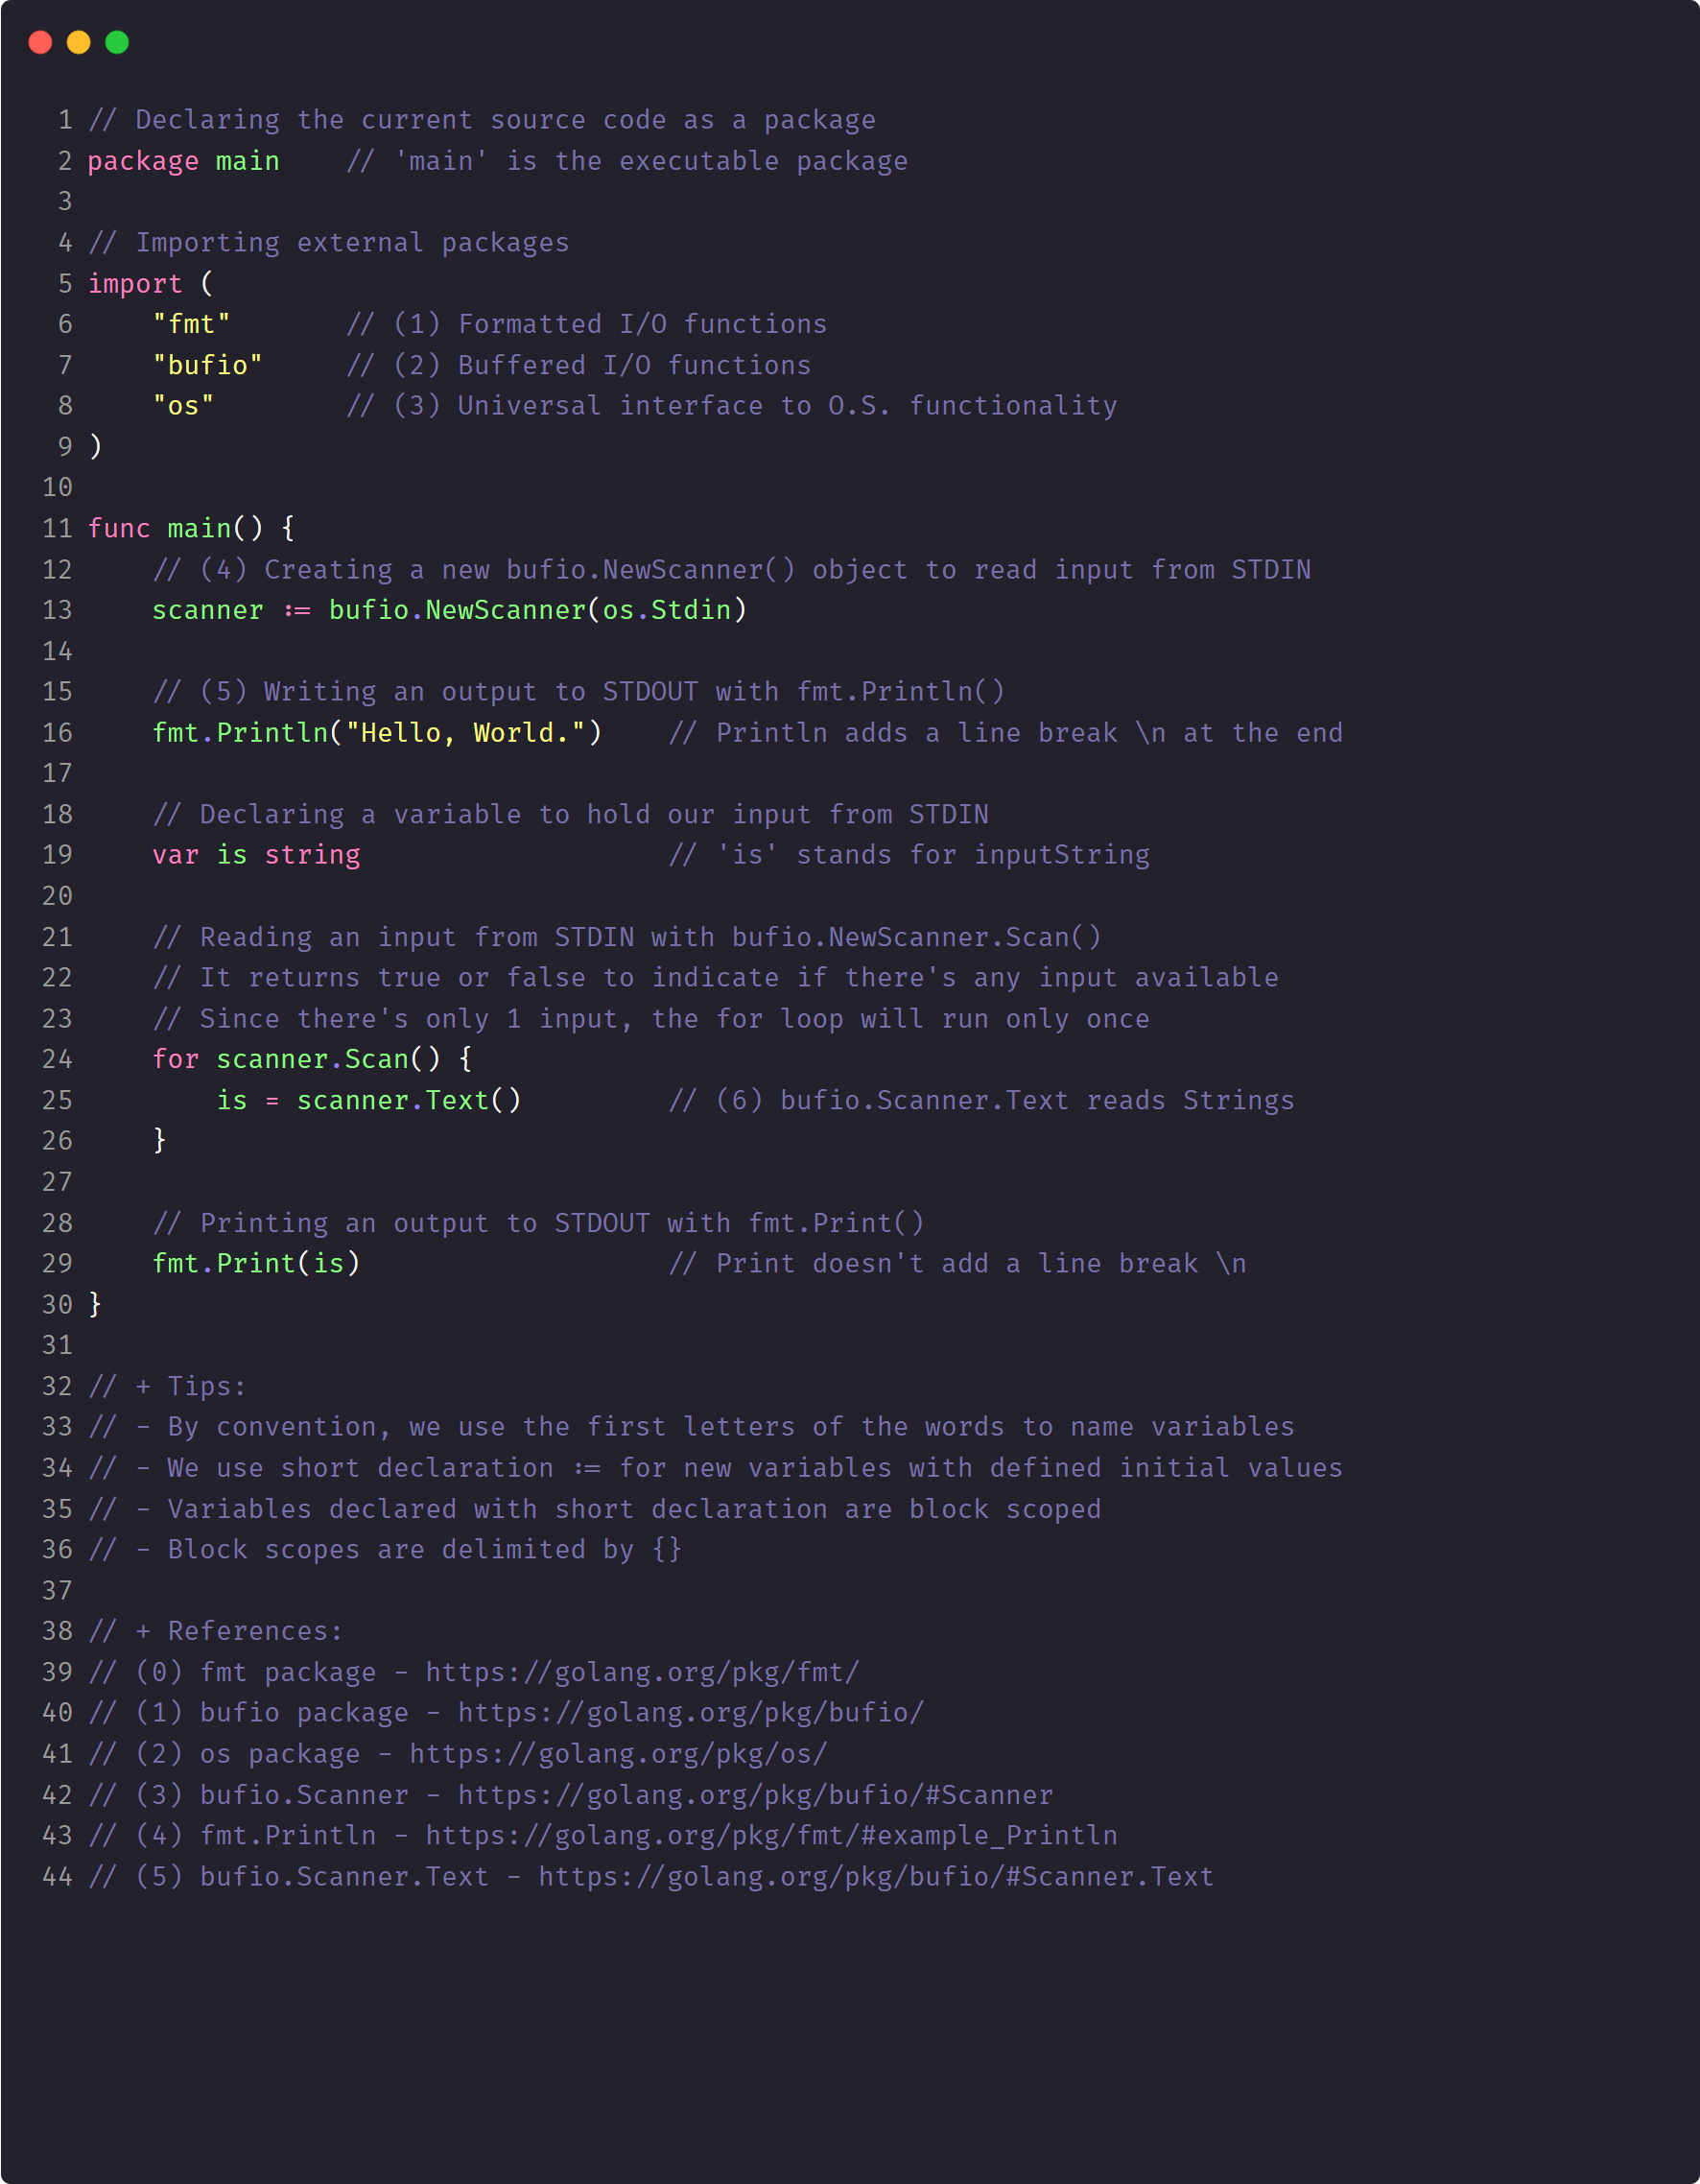 1 // Declaring the current source code as a package
2 package main    // 'main' is the executable package
3
4 // Importing external packages
5 import (
6     "fmt"       // (1) Formatted I/O functions
7     "bufio"     // (2) Buffered I/O functions
8     "os"        // (3) Universal interface to O.S. functionality
9 )
10
11 func main() {
12     // (4) Creating a new bufio.NewScanner() object to read input from STDIN
13     scanner := bufio.NewScanner(os.Stdin)
14
15     // (5) Writing an output to STDOUT with fmt.Println()
16     fmt.Println("Hello, World.")    // Println adds a line break \n at the end
17
18     // Declaring a variable to hold our input from STDIN
19     var is string                   // 'is' stands for inputString
20
21     // Reading an input from STDIN with bufio.NewScanner.Scan()
22     // It returns true or false to indicate if there's any input available
23     // Since there's only 1 input, the for loop will run only once
24     for scanner.Scan() {
25         is = scanner.Text()         // (6) bufio.Scanner.Text reads Strings
26     }
27
28     // Printing an output to STDOUT with fmt.Print()
29     fmt.Print(is)                   // Print doesn't add a line break \n
30 }
31
32 // + Tips:
33 // - By convention, we use the first letters of the words to name variables
34 // - We use short declaration := for new variables with defined initial values
35 // - Variables declared with short declaration are block scoped
36 // - Block scopes are delimited by {}
37
38 // + References:
39 // (0) fmt package - https://golang.org/pkg/fmt/
40 // (1) bufio package - https://golang.org/pkg/bufio/
41 // (2) os package - https://golang.org/pkg/os/
42 // (3) bufio.Scanner - https://golang.org/pkg/bufio/#Scanner
43 // (4) fmt.Println - https://golang.org/pkg/fmt/#example_Println
44 // (5) bufio.Scanner.Text - https://golang.org/pkg/bufio/#Scanner.Text